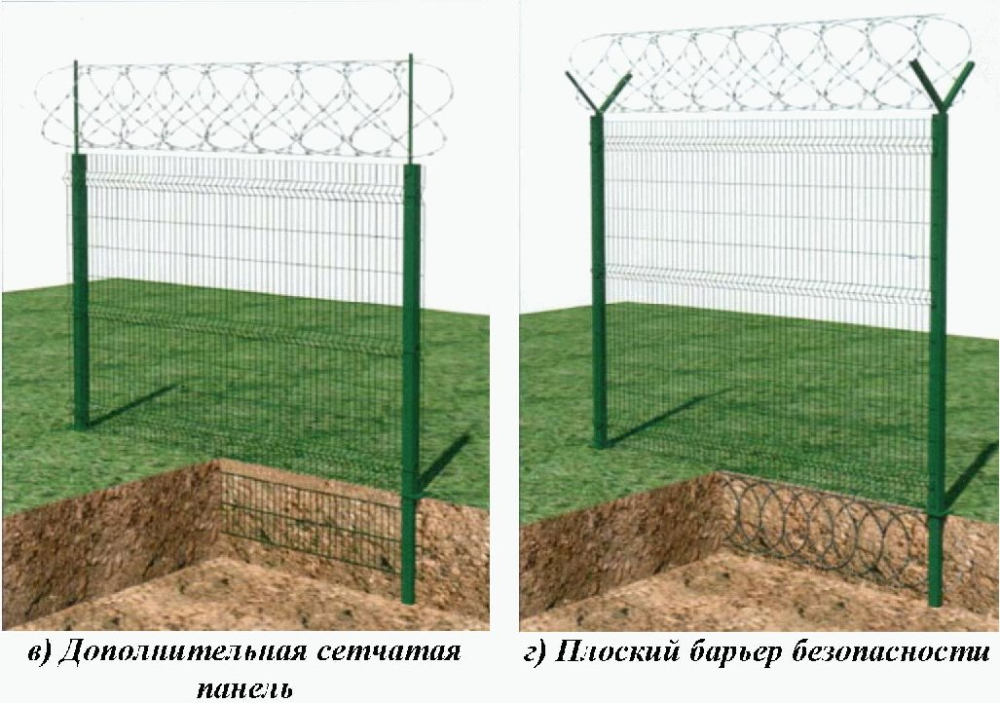 в) Дополнительная сетчатая
панель
г) Плоский барьер безопасности